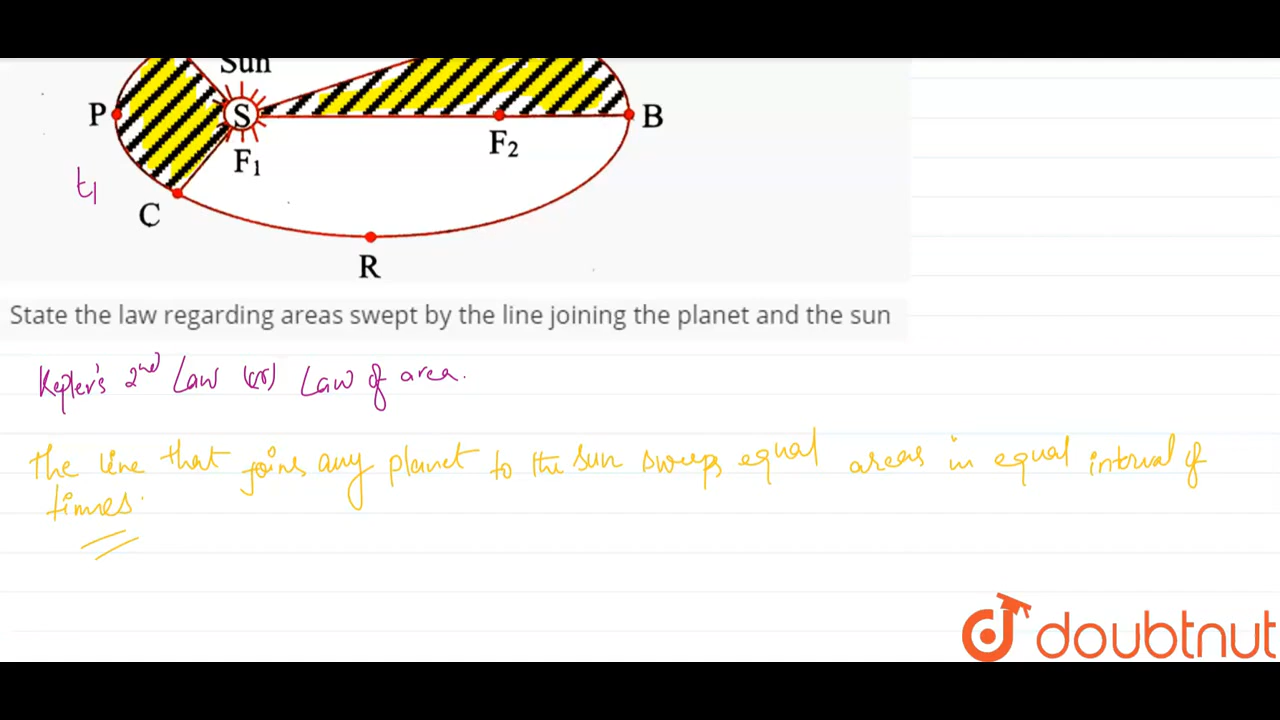 Sun
P
S
B
F₁
F₂
t₁
C
R
State the law regarding areas swept by the line joining the planet and the sun
Kepler's 2nd Law (or) Law of area.
The line that joins any planet to the sun sweeps equal areas in equal interval of
times.
doubtnut